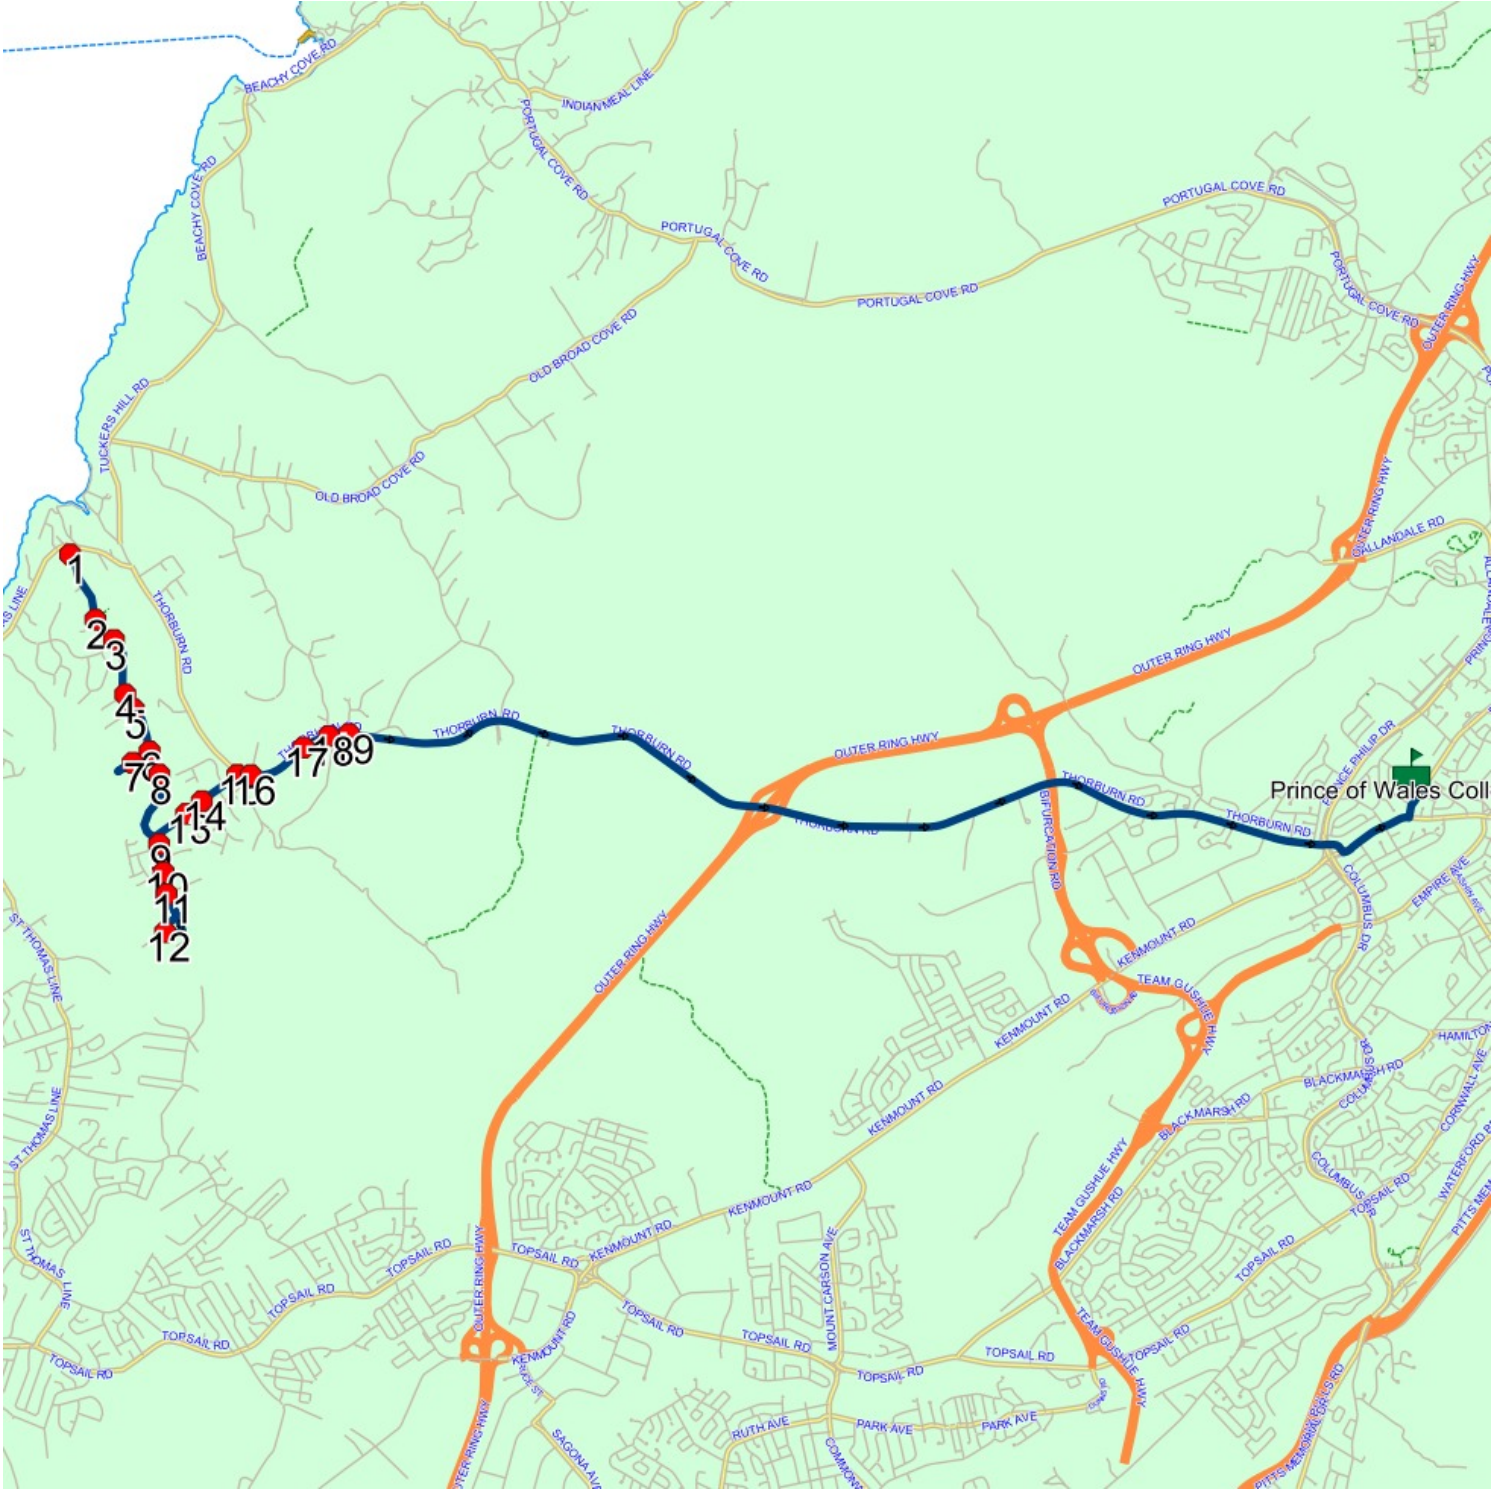 BEACHY COVE RD
INDIAN MEAL LINE
PORTUGAL COVE RD
BEACHY COVE RD
PORTUGAL COVE RD
PORTUGAL COVE RD
PORTUGAL COVE RD
PORTUGAL COVE RD
OUTER RING HWY
OLD BROAD COVE RD
TUCKERS HILL RD
OLD BROAD COVE RD
OUTER RING HWY
ALLANDALE RD
1
THORBURN RD
2
3
OUTER RING HWY
4
5
THORBURN RD
THORBURN RD
OUTER RING HWY
PRINCE PHILIP DR
7
8
17
THORBURN RD
Prince of Wales Coll
THORBURN RD
THORBURN RD
BIFURCATION RD
14
9
10
11
12
COLUMBUS DR
EMPIRE AVE
ST THOMAS LINE
OUTER RING HWY
KENMOUNT RD
TEAM GUSHUE HWY
KENMOUNT RD
HAMILTON
BLACKMARSH RD
COLUMBUS DR
CORNWALL AVE
KENMOUNT RD
BLACKMARSH RD
ST THOMAS LINE
TEAM GUSHUE HWY
BLACKMARSH RD
COLUMBUS DR
TOPSAIL RD
KENMOUNT RD
KENMOUNT RD
TOPSAIL RD
TOPSAIL RD
OUTER RING HWY
ST THOMAS LINE
TOPSAIL RD
TOPSAIL RD
MOUNT CARSON AVE
TOPSAIL RD
TOPSAIL RD
TOPSAIL RD
KENMOUNT RD
TOPSAIL RD
TOPSAIL RD
TOPSAIL RD
TEAM GUSHUE HWY
TOPSAIL RD
RUTH AVE
PARK AVE
PARK AVE
SAGONA AVE
PITTS MEMORIAL DR